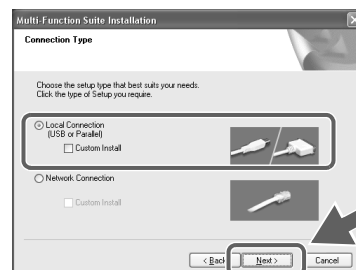 Multi-Function Suite Installation
Connection Type
Choose the setup type that best suits your needs.
Click the type of Setup you require.
Local Connection
(USB or Parallel)
Custom Install
Network Connection
Custom Install
< Back
Next >
Cancel